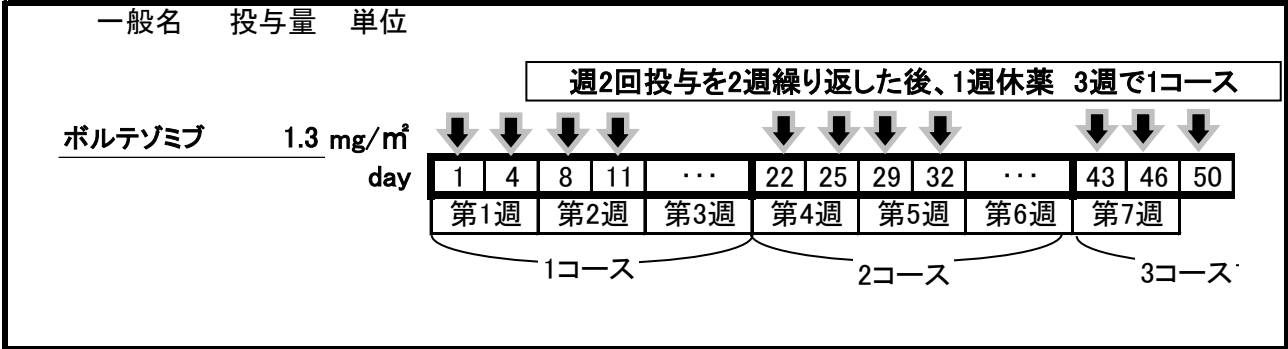 一般名 投与量 単位
週2回投与を2週繰り返した後、1週休薬 3週で1コース
ボルテゾミブ 1.3 mg/㎡
day 1 4 8 11 ・・・ 22 25 29 32 ・・・ 43 46 50
第1週 第2週 第3週 第4週 第5週 第6週 第7週
1コース 2コース 3コース